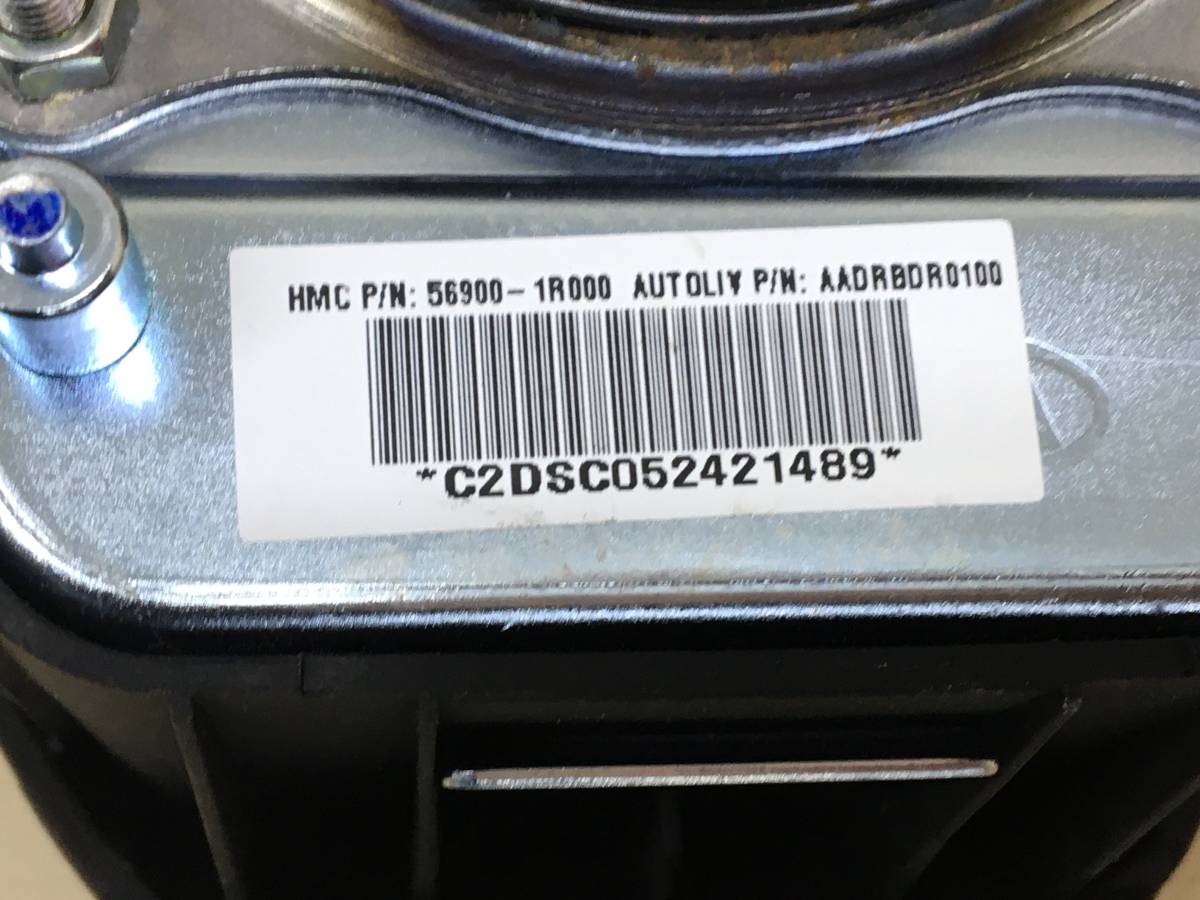 HMC P/N: 56900-1R000 AUTOLIV P/N: AADRBDR0100
*C2DSC052421489*